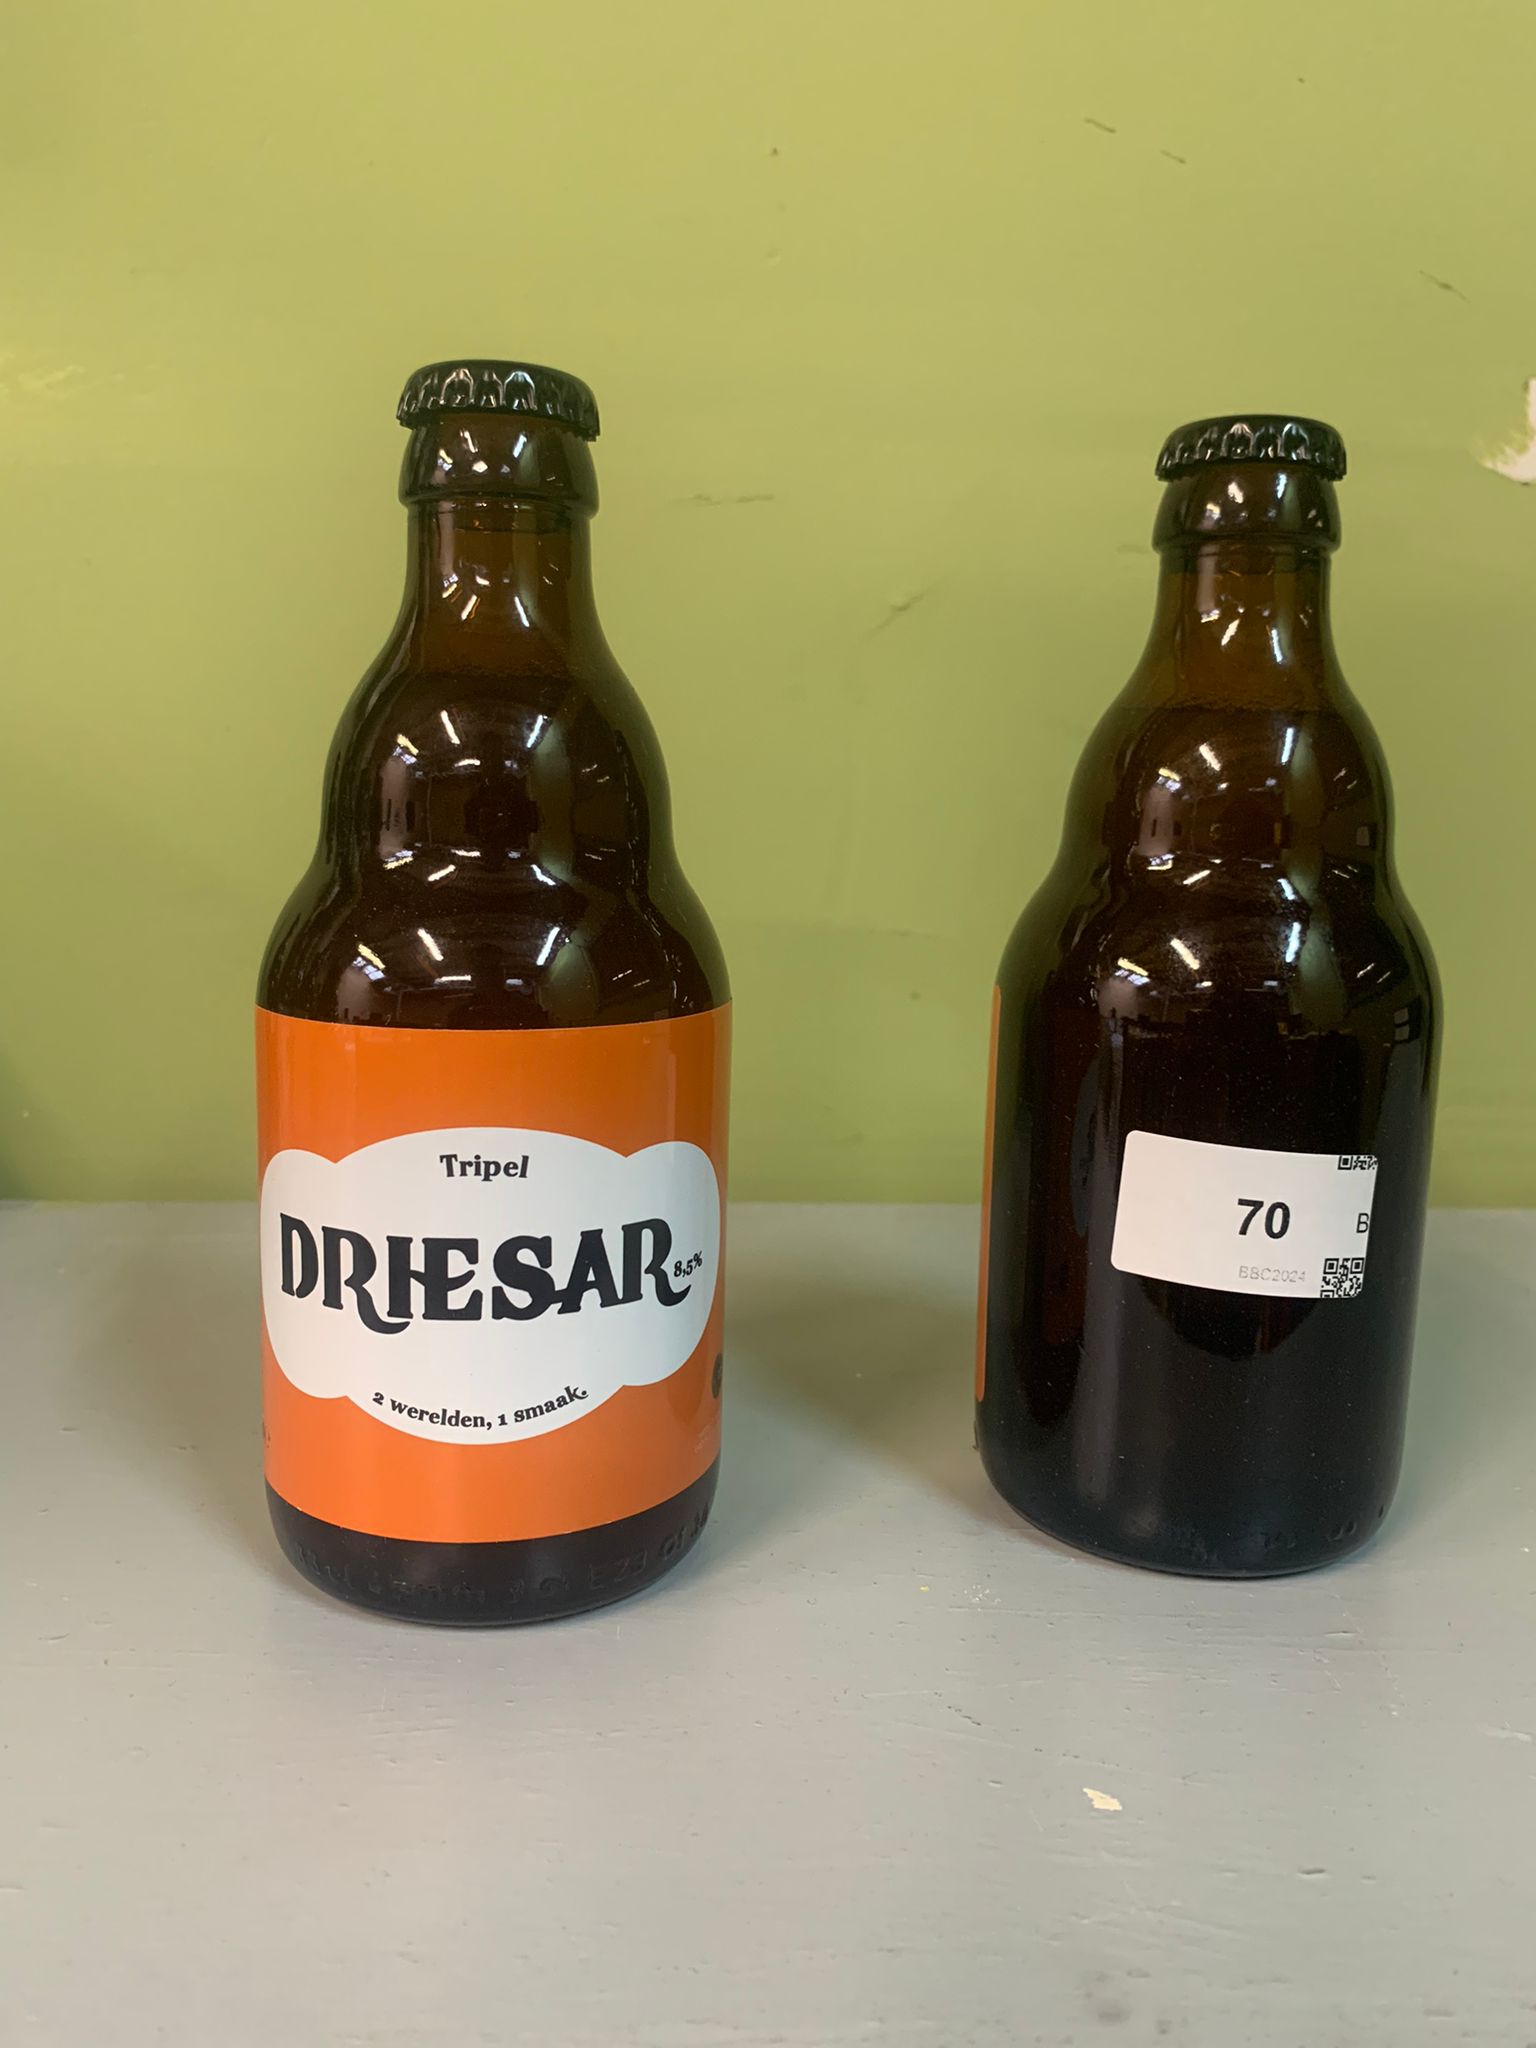 Tripel
DRIESAR
8,5%
2 werelden, 1 smaak.
70
B
BBC2024